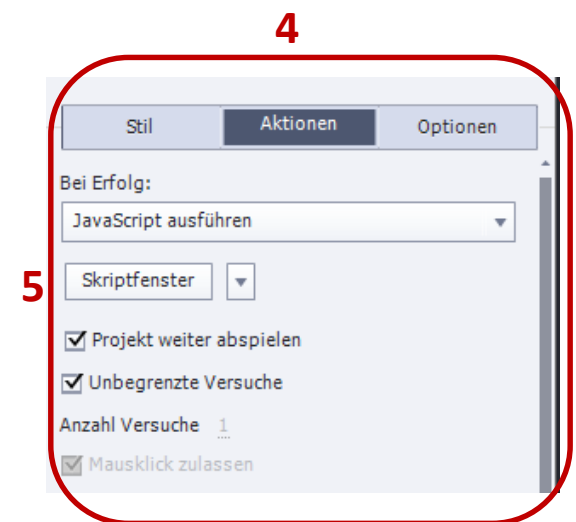 4
Stil Aktionen Optionen
Bei Erfolg:
JavaScript ausführen
5 Skriptfenster
Projekt weiter abspielen
Unbegrenzte Versuche
Anzahl Versuche 1
Mausklick zulassen